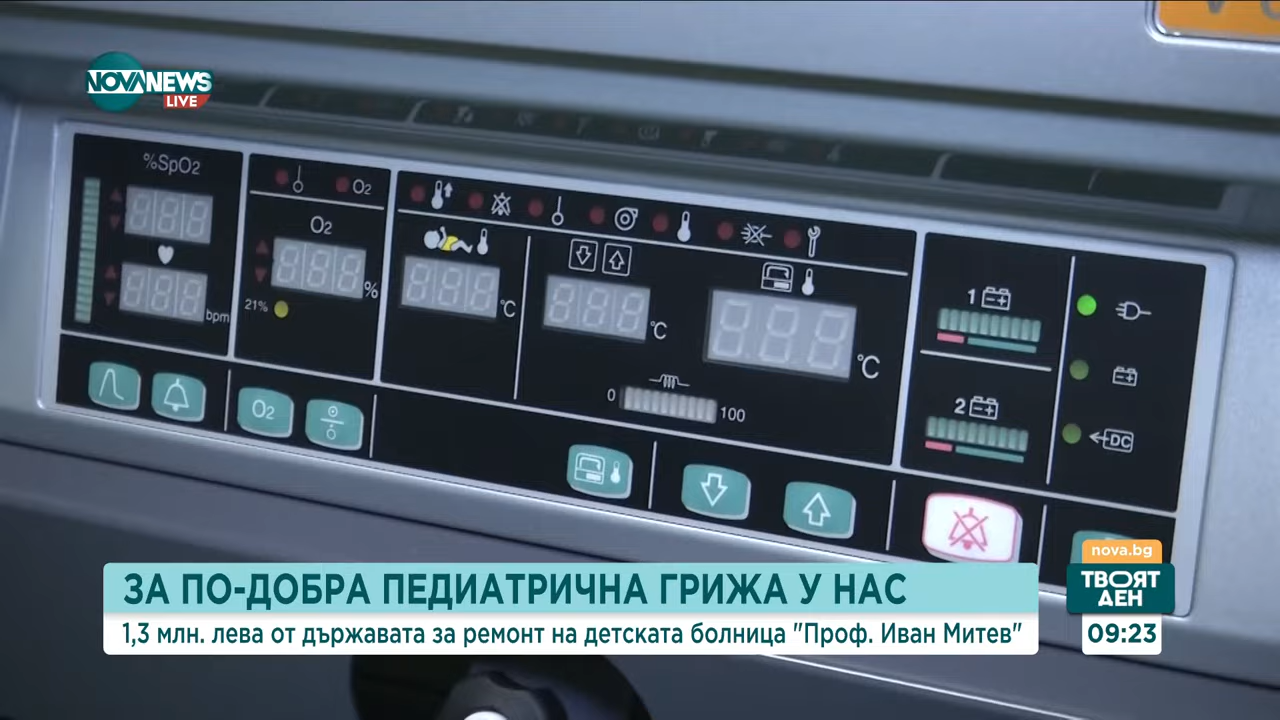 NOVA NEWS
LIVE
%SpO2
bpm
O2
O2
%
21%
°C
°C
°C
0
100
1
2
DC
O2
nova.bg
ТВОЯТ
ДЕН
09:23
ЗА ПО-ДОБРА ПЕДИАТРИЧНА ГРИЖА У НАС
1,3 млн. лева от държавата за ремонт на детската болница "Проф. Иван Митев"